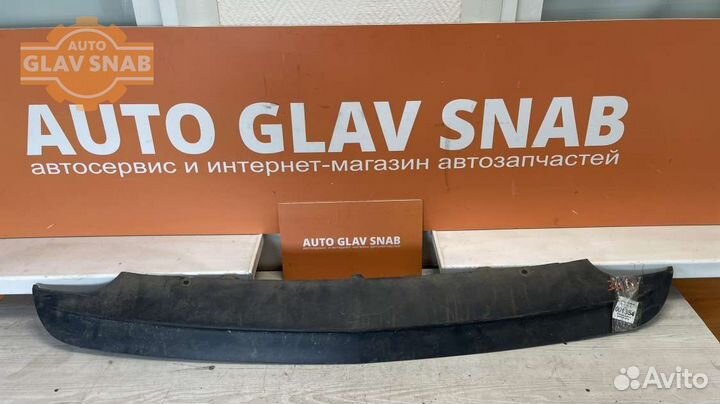 AUTO
GLAV SNAB
AUTO GLAV SNAB
автосервис и интернет-магазин автозапчастей
AUTO GLAV SNAB
Avito